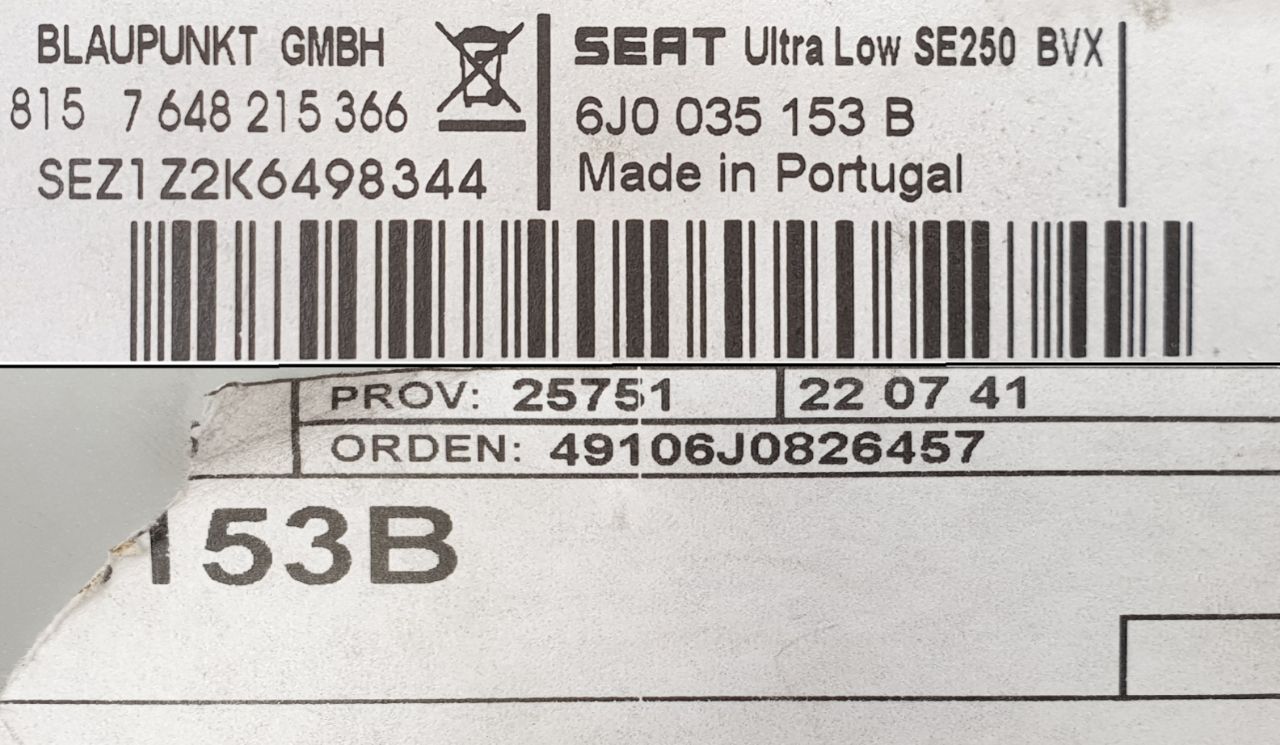 BLAUPUNKT GMBH
815 7 648 215 366
SEZ1Z2K6498344
SEAT Ultra Low SE250 BVX
6J0 035 153 B
Made in Portugal
PROV: 25751 22 07 41
ORDEN: 49106J0826457
153B